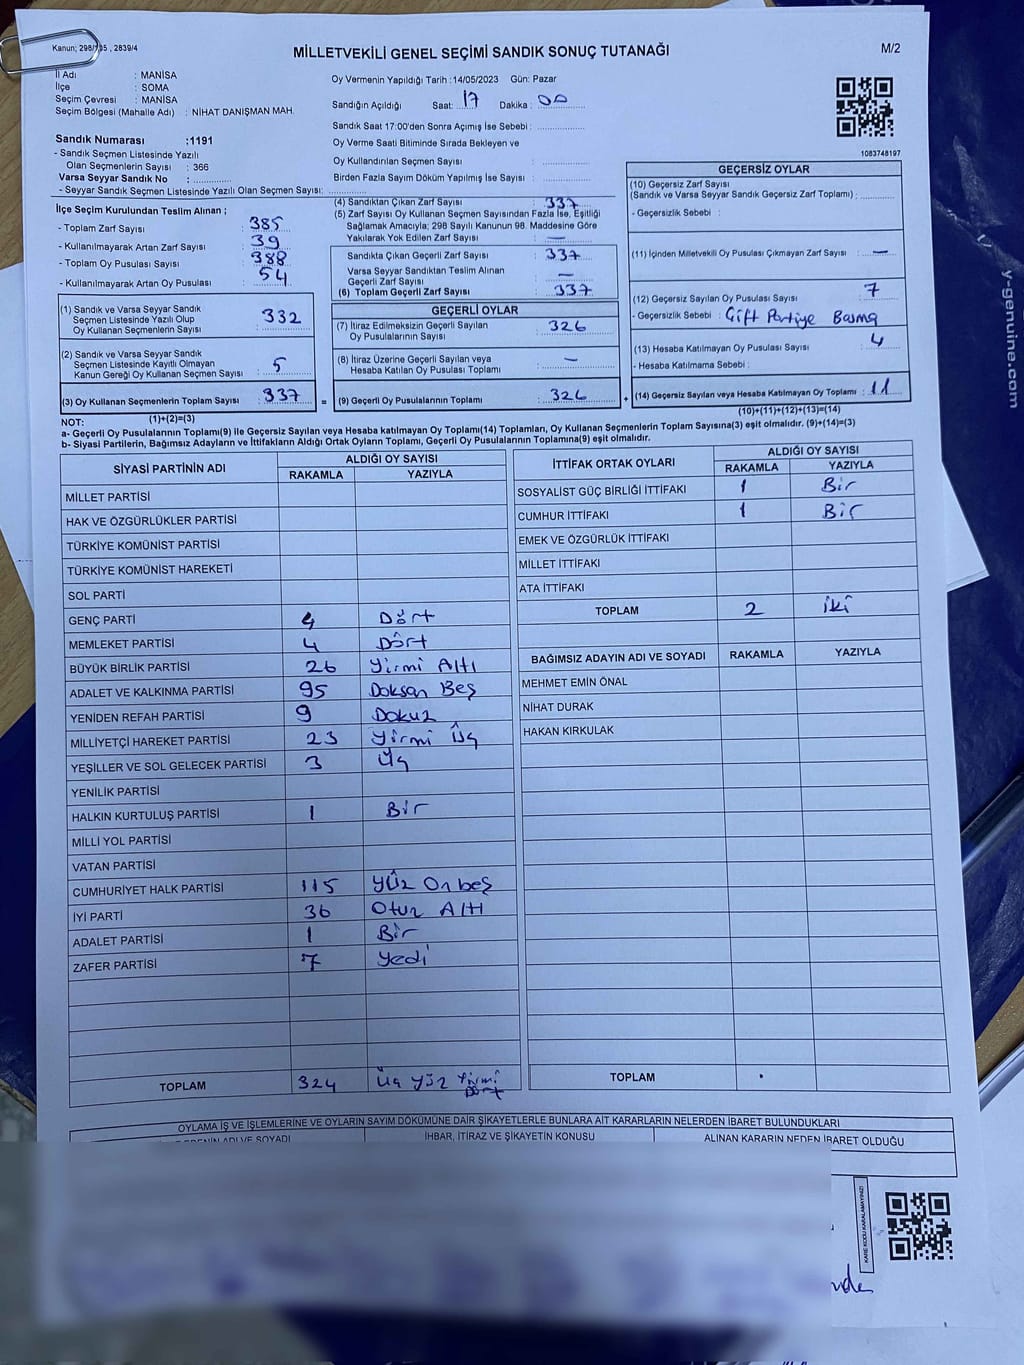 Kanun; 298/ , 2839/4
MİLLETVEKİLİ GENEL SEÇİMİ SANDIK SONUÇ TUTANAĞI
M/2
İl Adı : MANİSA
İlçe : SOMA
Seçim Çevresi : MANİSA
Seçim Bölgesi (Mahalle Adı) : NİHAT DANIŞMAN MAH.
Oy Vermenin Yapıldığı Tarih :14/05/2023 Gün: Pazar
Sandığın Açıldığı Saat: 17 Dakika : 00
Sandık Saat 17:00'den Sonra Açımış İse Sebebi :
Oy Verme Saati Bitiminde Sırada Bekleyen ve
Oy Kullandırılan Seçmen Sayısı :
Birden Fazla Sayım Döküm Yapılmış İse Sayısı :
1083748197
Sandık Numarası :1191
- Sandık Seçmen Listesinde Yazılı
Olan Seçmenlerin Sayısı : 366
Varsa Seyyar Sandık No :
- Seyyar Sandık Seçmen Listesinde Yazılı Olan Seçmen Sayısı:
İlçe Seçim Kurulundan Teslim Alınan ;
- Toplam Zarf Sayısı : 385
- Kullanılmayarak Artan Zarf Sayısı : 39
- Toplam Oy Pusulası Sayısı : 388
- Kullanılmayarak Artan Oy Pusulası : 54
(1) Sandık ve Varsa Seyyar Sandık
Seçmen Listesinde Yazılı Olup
Oy Kullanan Seçmenlerin Sayısı : 332
(2) Sandık ve Varsa Seyyar Sandık
Seçmen Listesinde Kayıtlı Olmayan
Kanun Gereği Oy Kullanan Seçmen Sayısı : 5
(3) Oy Kullanan Seçmenlerin Toplam Sayısı : 337 =
(1)+(2)=(3)
(4) Sandıktan Çıkan Zarf Sayısı : 337
(5) Zarf Sayısı Oy Kullanan Seçmen Sayısından Fazla İse, Eşitliği
Sağlamak Amacıyla; 298 Sayılı Kanunun 98. Maddesine Göre
Yakılarak Yok Edilen Zarf Sayısı : —
Sandıkta Çıkan Geçerli Zarf Sayısı : 337
Varsa Seyyar Sandıktan Teslim Alınan
Geçerli Zarf Sayısı : —
(6) Toplam Geçerli Zarf Sayısı : 337
GEÇERLİ OYLAR
(7) İtiraz Edilmeksizin Geçerli Sayılan
Oy Pusulalarının Sayısı : 326
(8) İtiraz Üzerine Geçerli Sayılan veya
Hesaba Katılan Oy Pusulası Toplamı : —
(9) Geçerli Oy Pusulalarının Toplamı : 326 +
GEÇERSİZ OYLAR
(10) Geçersiz Zarf Sayısı
(Sandık ve Varsa Seyyar Sandık Geçersiz Zarf Toplamı) :
- Geçersizlik Sebebi :
(11) İçinden Milletvekili Oy Pusulası Çıkmayan Zarf Sayısı : —
(12) Geçersiz Sayılan Oy Pusulası Sayısı : 7
- Geçersizlik Sebebi : Çift Partiye Basma
(13) Hesaba Katılmayan Oy Pusulası Sayısı : 4
- Hesaba Katılmama Sebebi :
(14) Geçersiz Sayılan veya Hesaba Katılmayan Oy Toplamı : 11
(10)+(11)+(12)+(13)=(14)
NOT:
a- Geçerli Oy Pusulalarının Toplamı(9) ile Geçersiz Sayılan veya Hesaba Katılmayan Oy Toplamı(14) Toplamları, Oy Kullanan Seçmenlerin Toplam Sayısına(3) eşit olmalıdır. (9)+(14)=(3)
b- Siyasi Partilerin, Bağımsız Adayların ve İttifakların Aldığı Ortak Oyların Toplamı, Geçerli Oy Pusulalarının Toplamına(9) eşit olmalıdır.
SİYASİ PARTİNİN ADI ALDIĞI OY SAYISI
RAKAMLA YAZIYLA
MİLLET PARTİSİ
HAK VE ÖZGÜRLÜKLER PARTİSİ
TÜRKİYE KOMÜNİST PARTİSİ
TÜRKİYE KOMÜNİST HAREKETİ
SOL PARTİ
GENÇ PARTİ 4 Dört
MEMLEKET PARTİSİ 4 Dört
BÜYÜK BİRLİK PARTİSİ 26 Yirmi Altı
ADALET VE KALKINMA PARTİSİ 95 Doksan Beş
YENİDEN REFAH PARTİSİ 9 Dokuz
MİLLİYETÇİ HAREKET PARTİSİ 23 Yirmi Üç
YEŞİLLER VE SOL GELECEK PARTİSİ 3 Üç
YENİLİK PARTİSİ
HALKIN KURTULUŞ PARTİSİ 1 Bir
MİLLİ YOL PARTİSİ
VATAN PARTİSİ
CUMHURİYET HALK PARTİSİ 115 Yüz On beş
İYİ PARTİ 36 Otuz Altı
ADALET PARTİSİ 1 Bir
ZAFER PARTİSİ 7 Yedi
TOPLAM 324 Üç Yüz Yirmi
Dört
İTTİFAK ORTAK OYLARI ALDIĞI OY SAYISI
RAKAMLA YAZIYLA
SOSYALİST GÜÇ BİRLİĞİ İTTİFAKI 1 Bir
CUMHUR İTTİFAKI 1 Bir
EMEK VE ÖZGÜRLÜK İTTİFAKI
MİLLET İTTİFAKI
ATA İTTİFAKI
TOPLAM 2 İki
BAĞIMSIZ ADAYIN ADI VE SOYADI RAKAMLA YAZIYLA
MEHMET EMİN ÖNAL
NİHAT DURAK
HAKAN KIRKULAK
TOPLAM
OYLAMA İŞ VE İŞLEMLERİNE VE OYLARIN SAYIM DÖKÜMÜNE DAİR ŞİKAYETLERLE BUNLARA AİT KARARLARIN NELERDEN İBARET BULUNDUKLARI
ADI VE SOYADI İHBAR, İTİRAZ VE ŞİKAYETİN KONUSU ALINAN KARARIN NEDEN İBARET OLDUĞU
KARE KODU KARALAMAYINIZ!
y-genuine.com